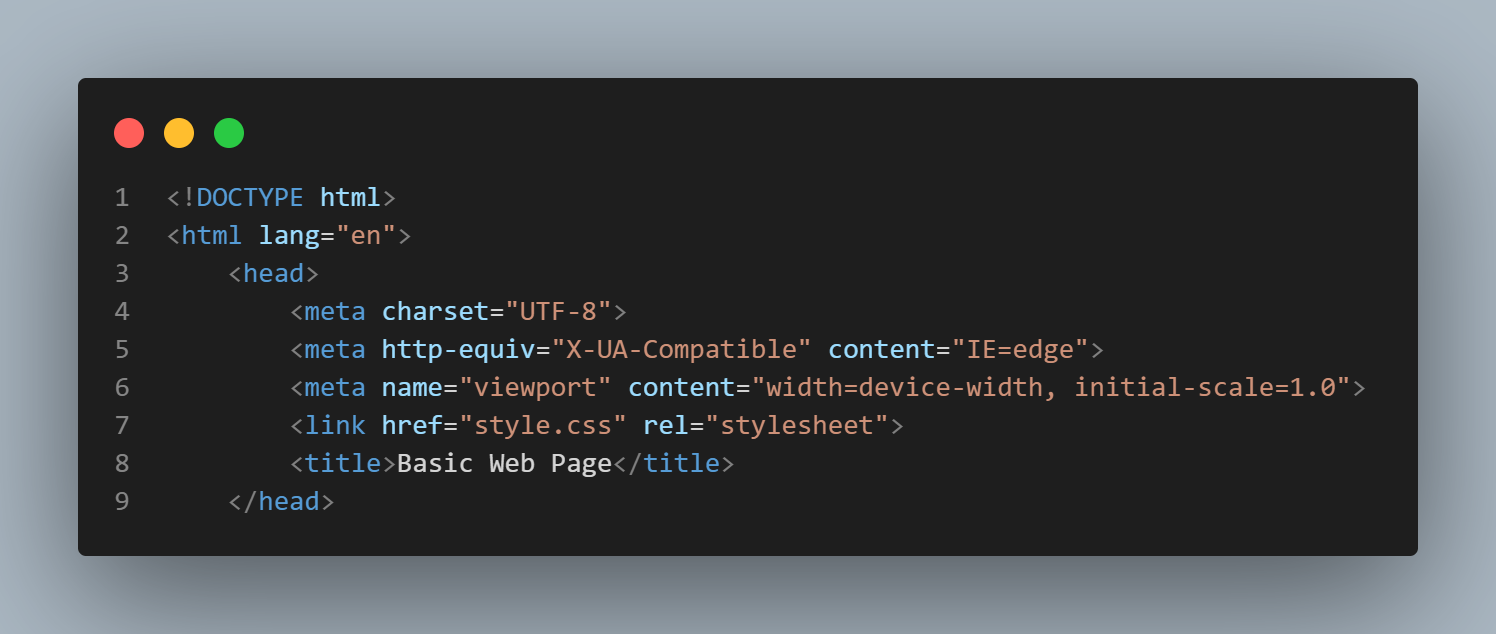 1 <!DOCTYPE html>
2 <html lang="en">
3     <head>
4         <meta charset="UTF-8">
5         <meta http-equiv="X-UA-Compatible" content="IE=edge">
6         <meta name="viewport" content="width=device-width, initial-scale=1.0">
7         <link href="style.css" rel="stylesheet">
8         <title>Basic Web Page</title>
9     </head>